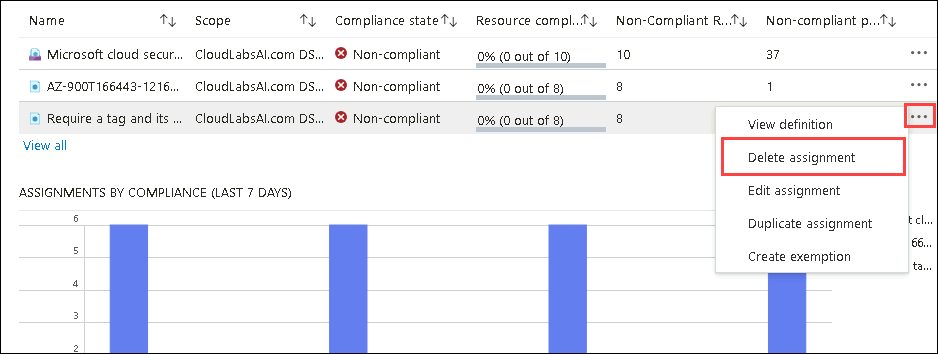 Name Scope Compliance state Resource compl... Non-Compliant R... Non-compliant p...
Microsoft cloud secur... CloudLabsAI.com DS... Non-compliant 0% (0 out of 10) 10 37 ...
AZ-900T166443-1216... CloudLabsAI.com DS... Non-compliant 0% (0 out of 8) 8 1 ...
Require a tag and its ... CloudLabsAI.com DS... Non-compliant 0% (0 out of 8) 8 ...
View all
View definition
Delete assignment
Edit assignment
Duplicate assignment
Create exemption
ASSIGNMENTS BY COMPLIANCE (LAST 7 DAYS)
6
5
4
3
2
t cl...
66...
ta...